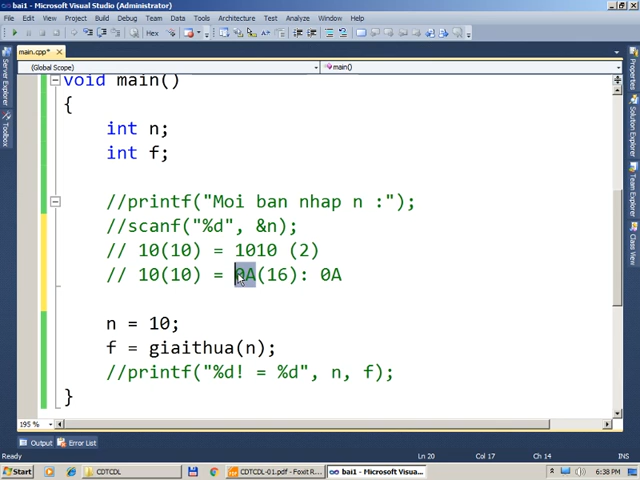 bai1 - Microsoft Visual Studio (Administrator)
File Edit View Project Build Debug Team Data Tools Architecture Test Analyze Window Help
Hex
main.cpp*
(Global Scope) main()
void main()
{
int n;
int f;
//printf("Moi ban nhap n :");
//scanf("%d", &n);
// 10(10) = 1010 (2)
// 10(10) = 0A(16): 0A
n = 10;
f = giaithua(n);
//printf("%d! = %d", n, f);
}
195 %
Output Error List
Ready Ln 20 Col 17 Ch 14 INS
Start CDTCDL CDTCDL-01.pdf - Foxit R... bai1 - Microsoft Visua... 6:38 PM
Server Explorer
Toolbox
Properties
Solution Explorer
Team Explorer
Class View